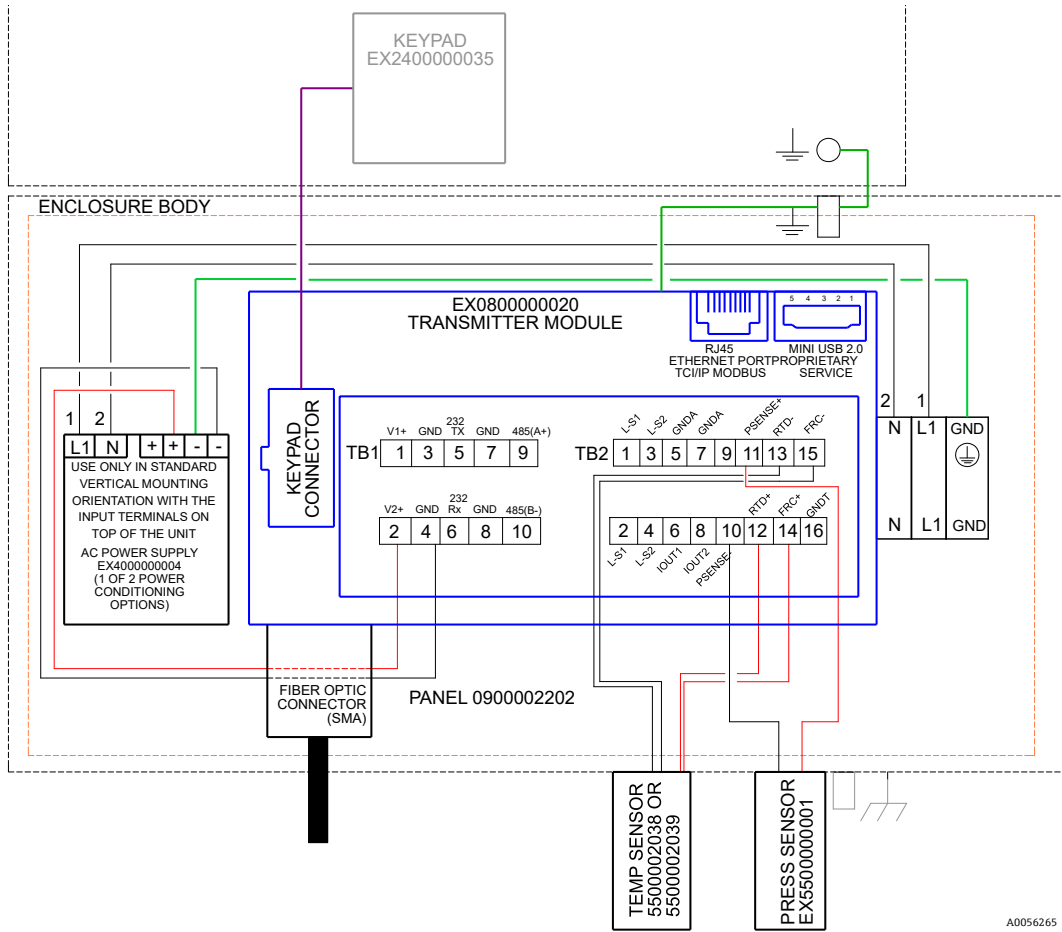 KEYPAD
EX2400000035
ENCLOSURE BODY
EX0800000020
TRANSMITTER MODULE
5 4 3 2 1
RJ45
ETHERNET PORT
TCI/IP MODBUS
MINI USB 2.0
PROPRIETARY
SERVICE
KEYPAD
CONNECTOR
V1+ GND 232 TX GND 485(A+)
TB1 1 3 5 7 9
V2+ GND 232 Rx GND 485(B-)
2 4 6 8 10
L-S1 L-S2 GNDA GNDA PSENSE+ RTD- FRC-
TB2 1 3 5 7 9 11 13 15
RTD+ FRC+ GNDT
2 4 6 8 10 12 14 16
L-S1 L-S2 IOUT1 IOUT2 PSENSE-
1 2
L1 N + + - -
USE ONLY IN STANDARD
VERTICAL MOUNTING
ORIENTATION WITH THE
INPUT TERMINALS ON
TOP OF THE UNIT
AC POWER SUPPLY
EX4000000004
(1 OF 2 POWER
CONDITIONING
OPTIONS)
2 1
N L1 GND
N L1 GND
FIBER OPTIC
CONNECTOR
(SMA)
PANEL 0900002202
TEMP SENSOR
5500002038 OR
5500002039
PRESS SENSOR
EX5500000001
A0056265